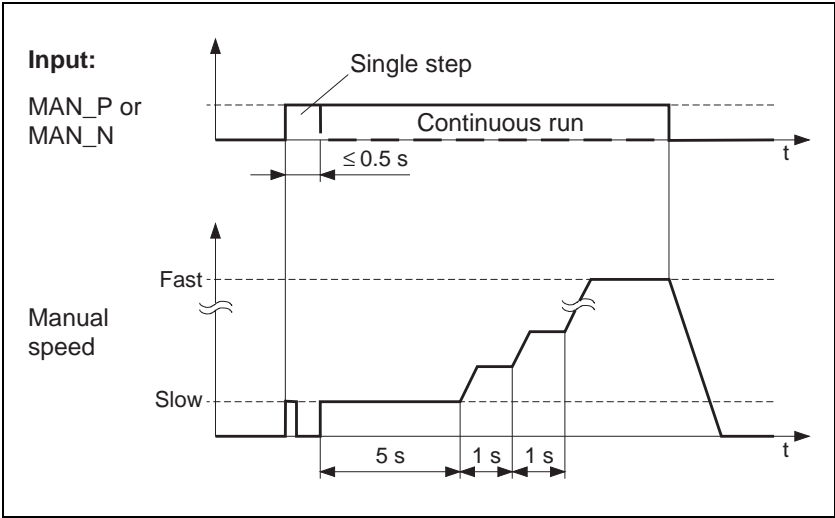 Input:
Single step
MAN_P or
MAN_N
Continuous run
t
≤ 0.5 s
Fast
Manual
speed
Slow
5 s
1 s
1 s
t